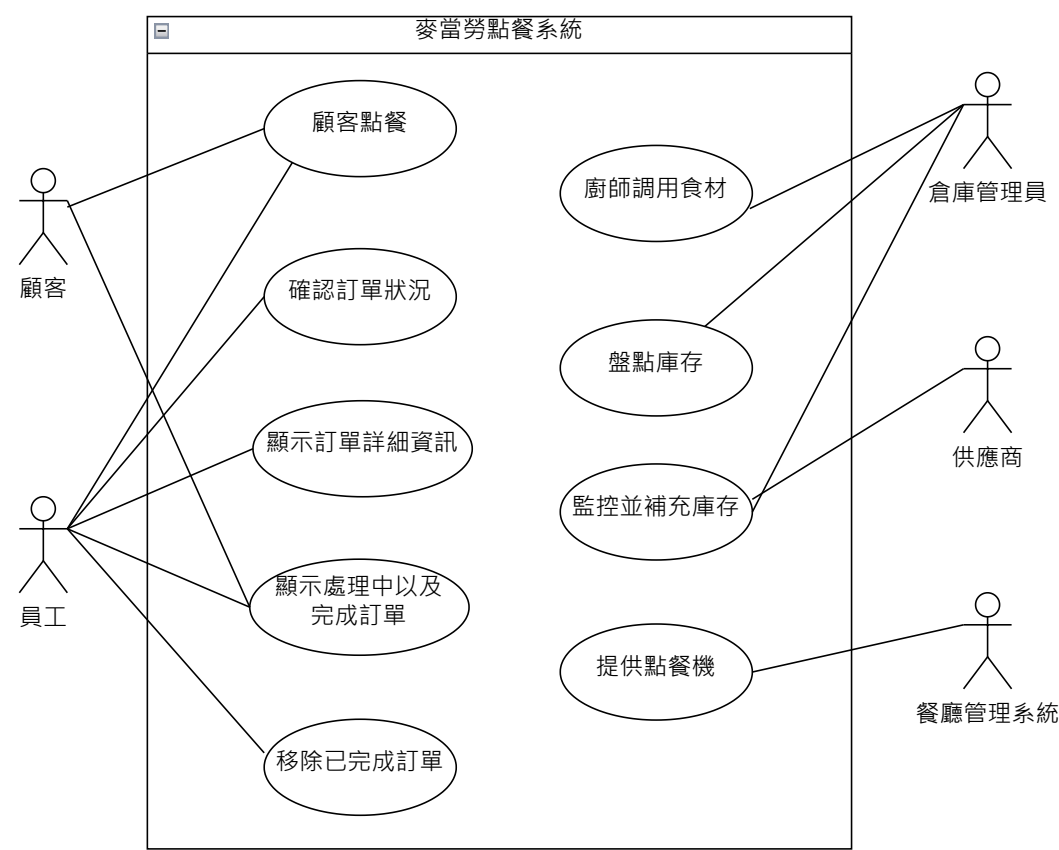 麥當勞點餐系統
顧客點餐
廚師調用食材
倉庫管理員
顧客
確認訂單狀況
盤點庫存
供應商
顯示訂單詳細資訊
監控並補充庫存
員工
顯示處理中以及
完成訂單
提供點餐機
餐廳管理系統
移除已完成訂單